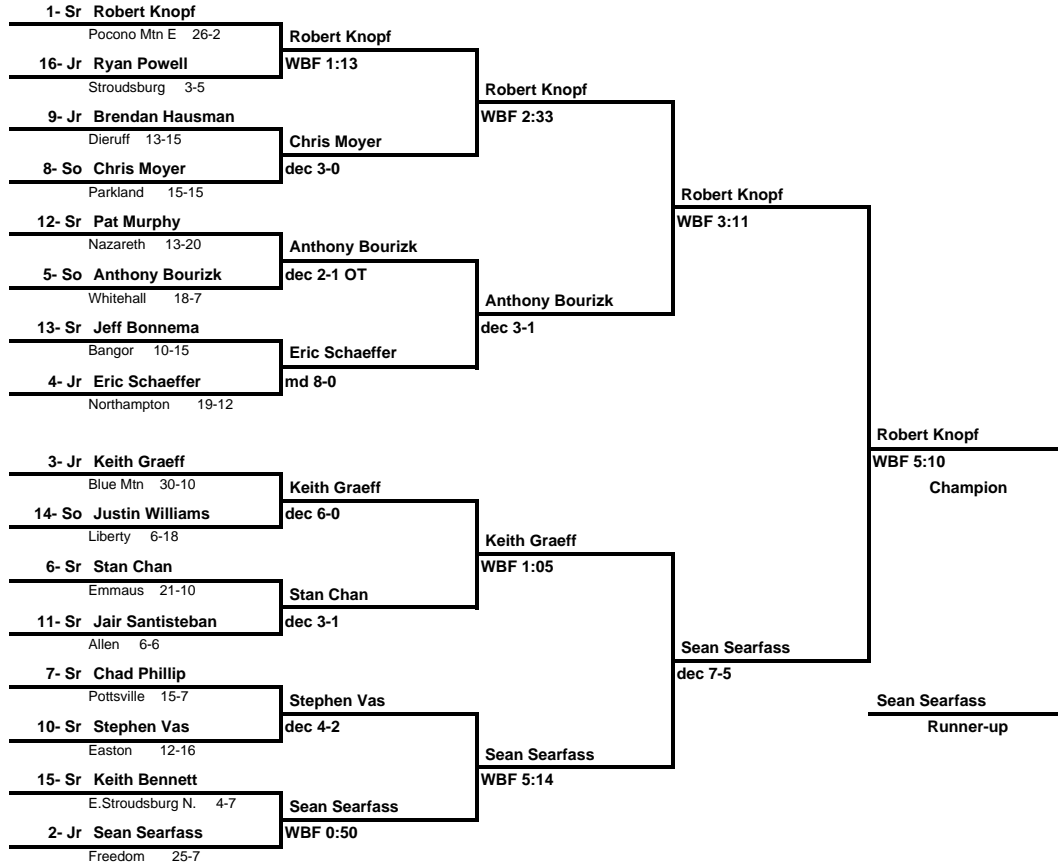 1- Sr Robert Knopf
Pocono Mtn E 26-2
Robert Knopf
16- Jr Ryan Powell
WBF 1:13
Stroudsburg 3-5
Robert Knopf
9- Jr Brendan Hausman
WBF 2:33
Dieruff 13-15
Chris Moyer
8- So Chris Moyer
dec 3-0
Parkland 15-15
Robert Knopf
12- Sr Pat Murphy
WBF 3:11
Nazareth 13-20
Anthony Bourizk
5- So Anthony Bourizk
dec 2-1 OT
Whitehall 18-7
Anthony Bourizk
13- Sr Jeff Bonnema
dec 3-1
Bangor 10-15
Eric Schaeffer
4- Jr Eric Schaeffer
md 8-0
Northampton 19-12
Robert Knopf
3- Jr Keith Graeff
WBF 5:10
Blue Mtn 30-10
Keith Graeff
Champion
14- So Justin Williams
dec 6-0
Liberty 6-18
Keith Graeff
6- Sr Stan Chan
WBF 1:05
Emmaus 21-10
Stan Chan
11- Sr Jair Santisteban
dec 3-1
Allen 6-6
Sean Searfass
7- Sr Chad Phillip
dec 7-5
Pottsville 15-7
Stephen Vas
Sean Searfass
10- Sr Stephen Vas
dec 4-2
Runner-up
Easton 12-16
Sean Searfass
15- Sr Keith Bennett
WBF 5:14
E.Stroudsburg N. 4-7
Sean Searfass
2- Jr Sean Searfass
WBF 0:50
Freedom 25-7